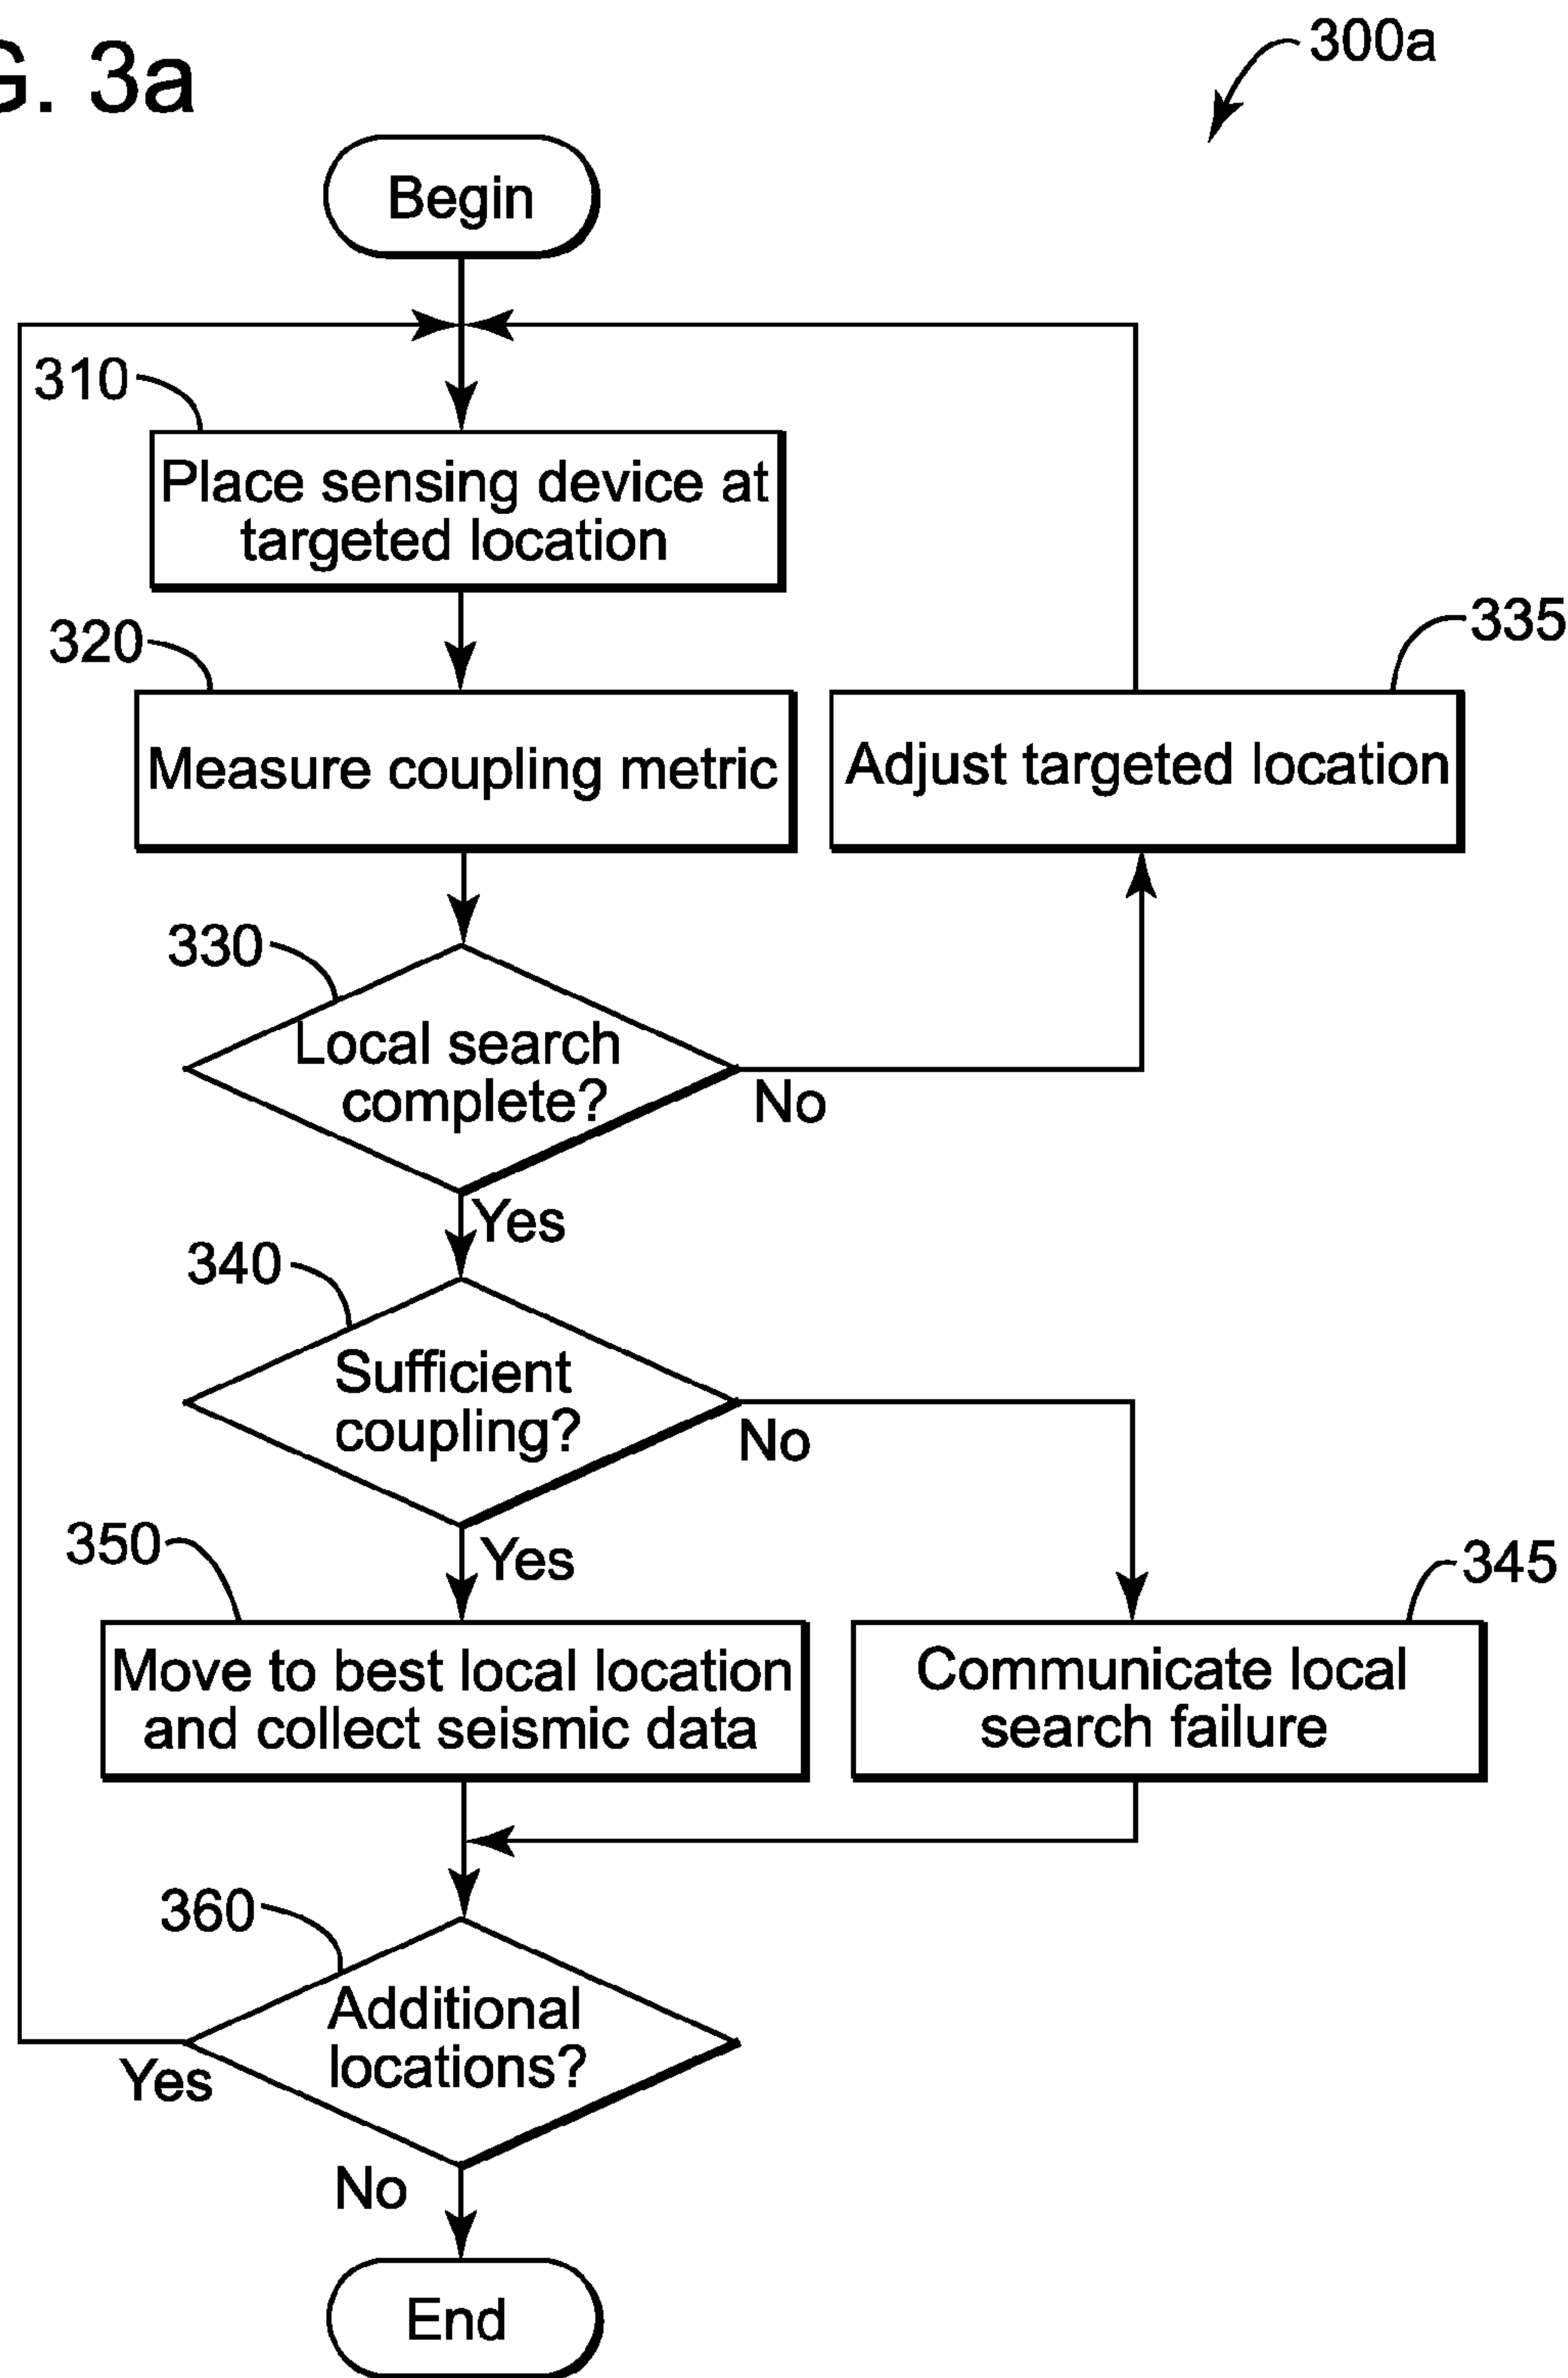 G. 3a
300a
Begin
310
Place sensing device at
targeted location
320
Measure coupling metric
335
Adjust targeted location
330
Local search
complete?
No
Yes
340
Sufficient
coupling?
No
Yes
350
Move to best local location
and collect seismic data
345
Communicate local
search failure
360
Additional
locations?
Yes
No
End